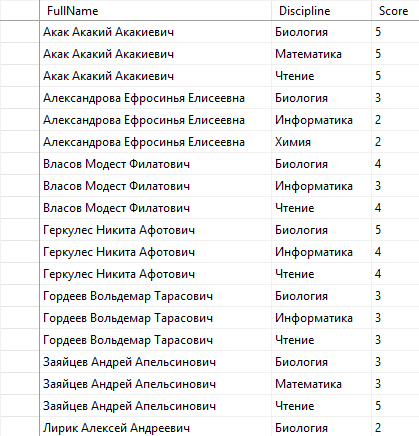 FullName Discipline Score
Акак Акакий Акакиевич Биология 5
Акак Акакий Акакиевич Математика 5
Акак Акакий Акакиевич Чтение 5
Александрова Ефросинья Елисеевна Биология 3
Александрова Ефросинья Елисеевна Информатика 2
Александрова Ефросинья Елисеевна Химия 2
Власов Модест Филатович Биология 4
Власов Модест Филатович Информатика 3
Власов Модест Филатович Чтение 4
Геркулес Никита Афотович Биология 5
Геркулес Никита Афотович Информатика 4
Геркулес Никита Афотович Чтение 4
Гордеев Вольдемар Тарасович Биология 3
Гордеев Вольдемар Тарасович Информатика 3
Гордеев Вольдемар Тарасович Чтение 3
Заяйцев Андрей Апельсинович Биология 3
Заяйцев Андрей Апельсинович Математика 3
Заяйцев Андрей Апельсинович Чтение 5
Лирик Алексей Андреевич Биология 2